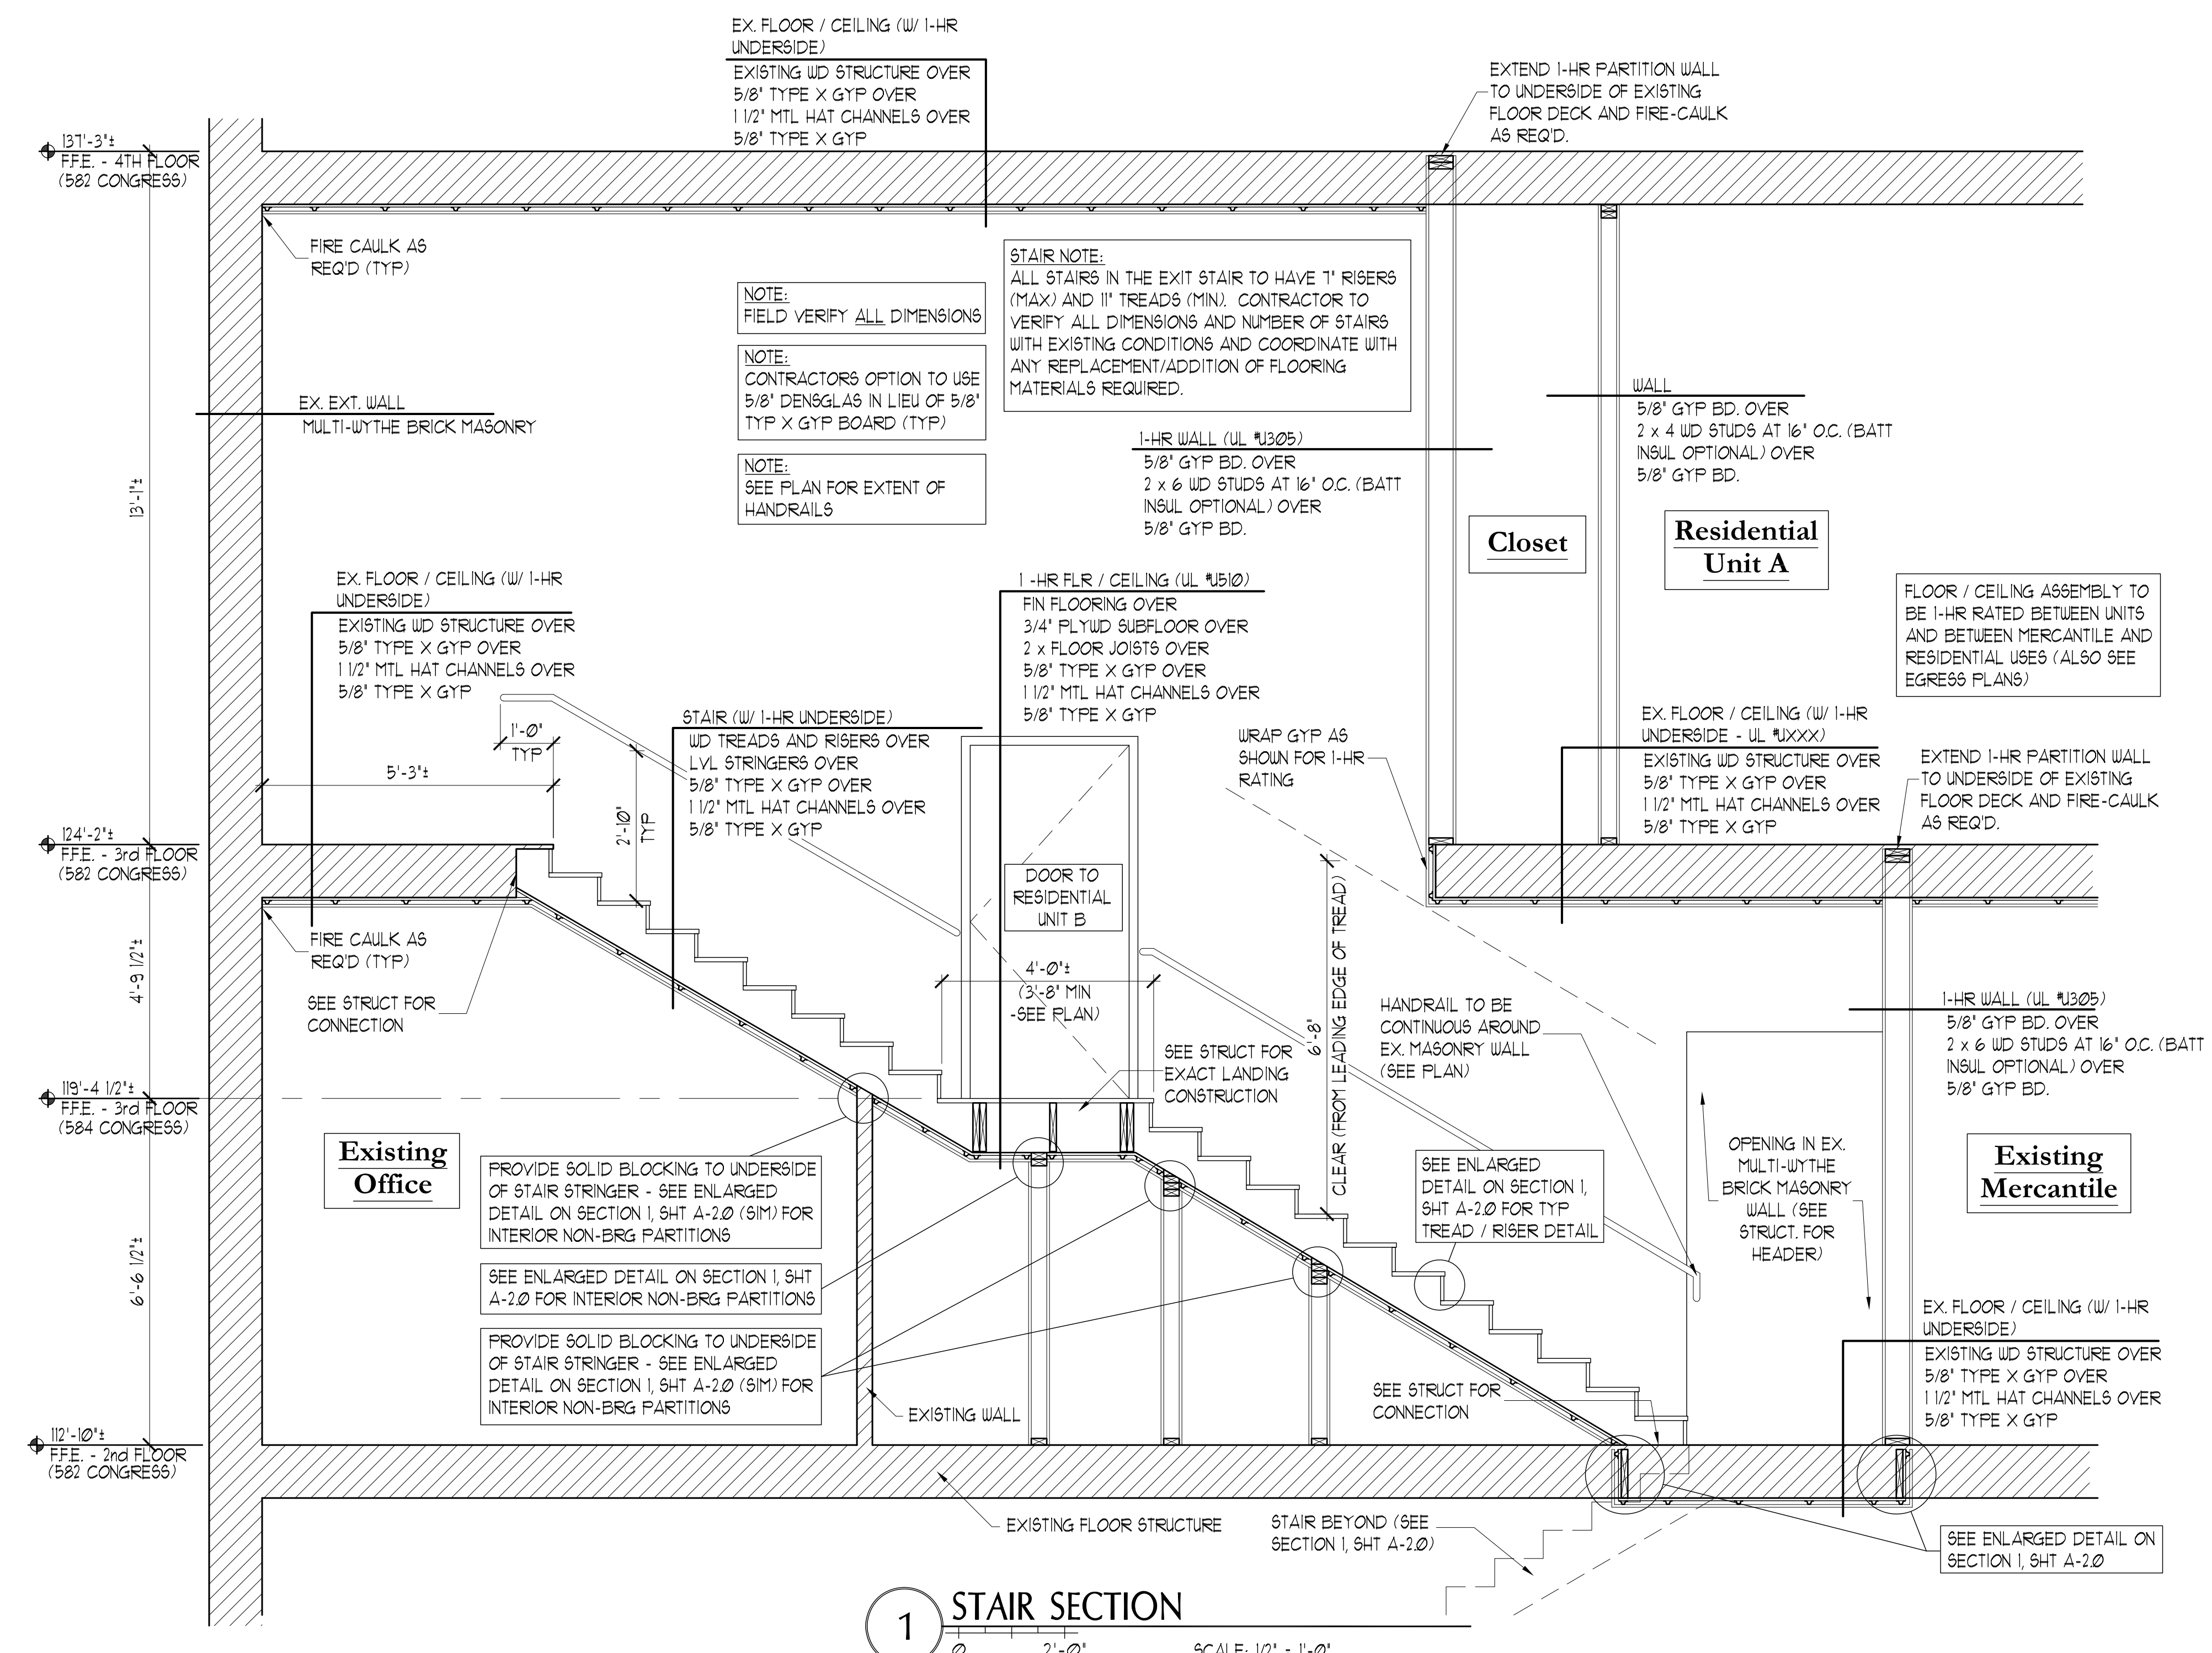 EX. FLOOR / CEILING (W/ 1-HR
UNDERSIDE)
EXISTING WD STRUCTURE OVER
5/8" TYPE X GYP OVER
1 1/2" MTL HAT CHANNELS OVER
5/8" TYPE X GYP
EXTEND 1-HR PARTITION WALL
TO UNDERSIDE OF EXISTING
FLOOR DECK AND FIRE-CAULK
AS REQ'D.
137'-3"±
F.F.E. - 4TH FLOOR
(582 CONGRESS)
FIRE CAULK AS
REQ'D (TYP)
NOTE:
FIELD VERIFY ALL DIMENSIONS
NOTE:
CONTRACTORS OPTION TO USE
5/8" DENSGLAS IN LIEU OF 5/8"
TYP X GYP BOARD (TYP)
NOTE:
SEE PLAN FOR EXTENT OF
HANDRAILS
STAIR NOTE:
ALL STAIRS IN THE EXIT STAIR TO HAVE 7" RISERS
(MAX) AND 11" TREADS (MIN). CONTRACTOR TO
VERIFY ALL DIMENSIONS AND NUMBER OF STAIRS
WITH EXISTING CONDITIONS AND COORDINATE WITH
ANY REPLACEMENT/ADDITION OF FLOORING
MATERIALS REQUIRED.
EX. EXT. WALL
MULTI-WYTHE BRICK MASONRY
13'-1"±
1-HR WALL (UL #U305)
5/8" GYP BD. OVER
2 x 6 WD STUDS AT 16" O.C. (BATT
INSUL OPTIONAL) OVER
5/8" GYP BD.
WALL
5/8" GYP BD. OVER
2 x 4 WD STUDS AT 16" O.C. (BATT
INSUL OPTIONAL) OVER
5/8" GYP BD.
Closet
Residential
Unit A
FLOOR / CEILING ASSEMBLY TO
BE 1-HR RATED BETWEEN UNITS
AND BETWEEN MERCANTILE AND
RESIDENTIAL USES (ALSO SEE
EGRESS PLANS)
EX. FLOOR / CEILING (W/ 1-HR
UNDERSIDE)
EXISTING WD STRUCTURE OVER
5/8" TYPE X GYP OVER
1 1/2" MTL HAT CHANNELS OVER
5/8" TYPE X GYP
1 -HR FLR / CEILING (UL #U510)
FIN FLOORING OVER
3/4" PLYWD SUBFLOOR OVER
2 x FLOOR JOISTS OVER
5/8" TYPE X GYP OVER
1 1/2" MTL HAT CHANNELS OVER
5/8" TYPE X GYP
STAIR (W/ 1-HR UNDERSIDE)
WD TREADS AND RISERS OVER
LVL STRINGERS OVER
5/8" TYPE X GYP OVER
1 1/2" MTL HAT CHANNELS OVER
5/8" TYPE X GYP
1'-0"
TYP
5'-3"±
2'-10"
TYP
WRAP GYP AS
SHOWN FOR 1-HR
RATING
EX. FLOOR / CEILING (W/ 1-HR
UNDERSIDE - UL #UXXX)
EXISTING WD STRUCTURE OVER
5/8" TYPE X GYP OVER
1 1/2" MTL HAT CHANNELS OVER
5/8" TYPE X GYP
EXTEND 1-HR PARTITION WALL
TO UNDERSIDE OF EXISTING
FLOOR DECK AND FIRE-CAULK
AS REQ'D.
124'-2"±
F.F.E. - 3rd FLOOR
(582 CONGRESS)
DOOR TO
RESIDENTIAL
UNIT B
4'-0"±
(3'-8" MIN
-SEE PLAN)
6'-8"
CLEAR (FROM LEADING EDGE OF TREAD)
FIRE CAULK AS
REQ'D (TYP)
SEE STRUCT FOR
CONNECTION
4'-9 1/2"±
SEE STRUCT FOR
EXACT LANDING
CONSTRUCTION
HANDRAIL TO BE
CONTINUOUS AROUND
EX. MASONRY WALL
(SEE PLAN)
1-HR WALL (UL #U305)
5/8" GYP BD. OVER
2 x 6 WD STUDS AT 16" O.C. (BATT
INSUL OPTIONAL) OVER
5/8" GYP BD.
119'-4 1/2"±
F.F.E. - 3rd FLOOR
(584 CONGRESS)
Existing
Office
PROVIDE SOLID BLOCKING TO UNDERSIDE
OF STAIR STRINGER - SEE ENLARGED
DETAIL ON SECTION 1, SHT A-2.0 (SIM) FOR
INTERIOR NON-BRG PARTITIONS
SEE ENLARGED DETAIL ON SECTION 1, SHT
A-2.0 FOR INTERIOR NON-BRG PARTITIONS
PROVIDE SOLID BLOCKING TO UNDERSIDE
OF STAIR STRINGER - SEE ENLARGED
DETAIL ON SECTION 1, SHT A-2.0 (SIM) FOR
INTERIOR NON-BRG PARTITIONS
SEE ENLARGED
DETAIL ON SECTION 1,
SHT A-2.0 FOR TYP
TREAD / RISER DETAIL
OPENING IN EX.
MULTI-WYTHE
BRICK MASONRY
WALL (SEE
STRUCT. FOR
HEADER)
Existing
Mercantile
6'-6 1/2"±
EX. FLOOR / CEILING (W/ 1-HR
UNDERSIDE)
EXISTING WD STRUCTURE OVER
5/8" TYPE X GYP OVER
1 1/2" MTL HAT CHANNELS OVER
5/8" TYPE X GYP
EXISTING WALL
SEE STRUCT FOR
CONNECTION
112'-10"±
F.F.E. - 2nd FLOOR
(582 CONGRESS)
EXISTING FLOOR STRUCTURE
STAIR BEYOND (SEE
SECTION 1, SHT A-2.0)
SEE ENLARGED DETAIL ON
SECTION 1, SHT A-2.0
1
STAIR SECTION
0 2'-0" SCALE: 1/2" = 1'-0"